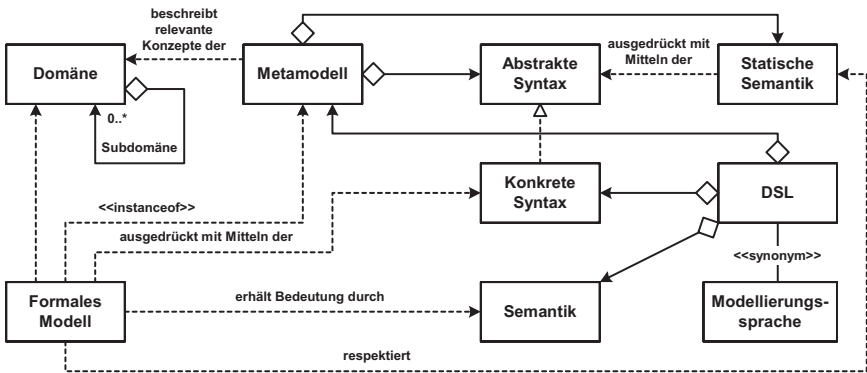 beschreibt
relevante
Konzepte der
Domäne
Metamodell
Abstrakte
Syntax
ausgedrückt mit
Mitteln der
Statische
Semantik
0..*
Subdomäne
Konkrete
Syntax
DSL
<<instanceof>>
ausgedrückt mit Mitteln der
<<synonym>>
Formales
Modell
erhält Bedeutung durch
Semantik
Modellierungs-
sprache
respektiert